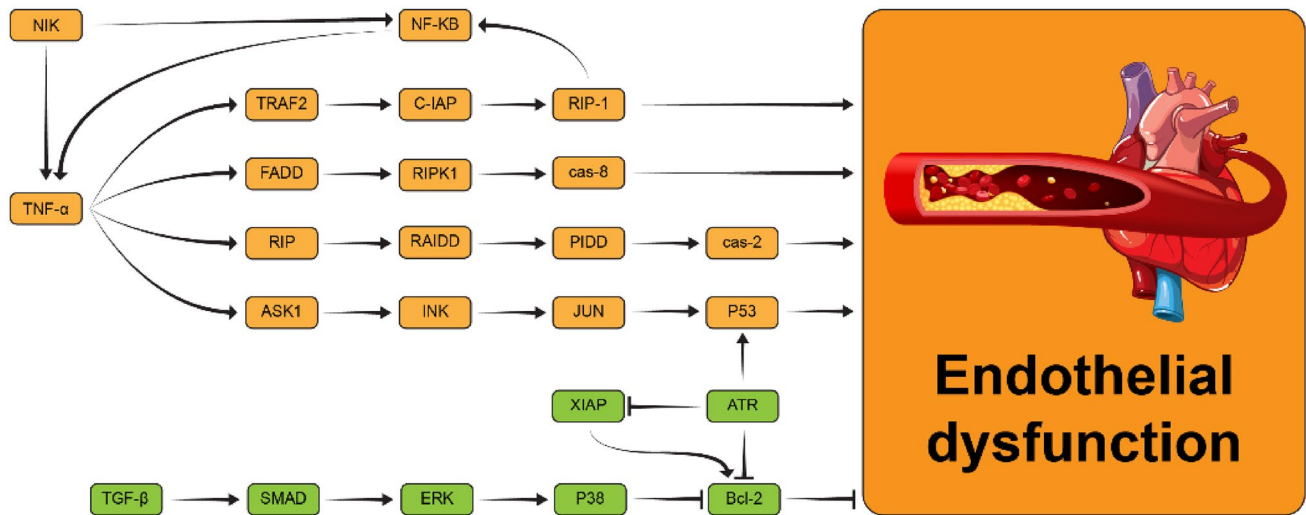 NIK
NF-KB
TRAF2
C-IAP
RIP-1
FADD
RIPK1
cas-8
TNF-α
RIP
RAIDD
PIDD
cas-2
ASK1
INK
JUN
P53
XIAP
ATR
TGF-β
SMAD
ERK
P38
Bcl-2
Endothelial
dysfunction